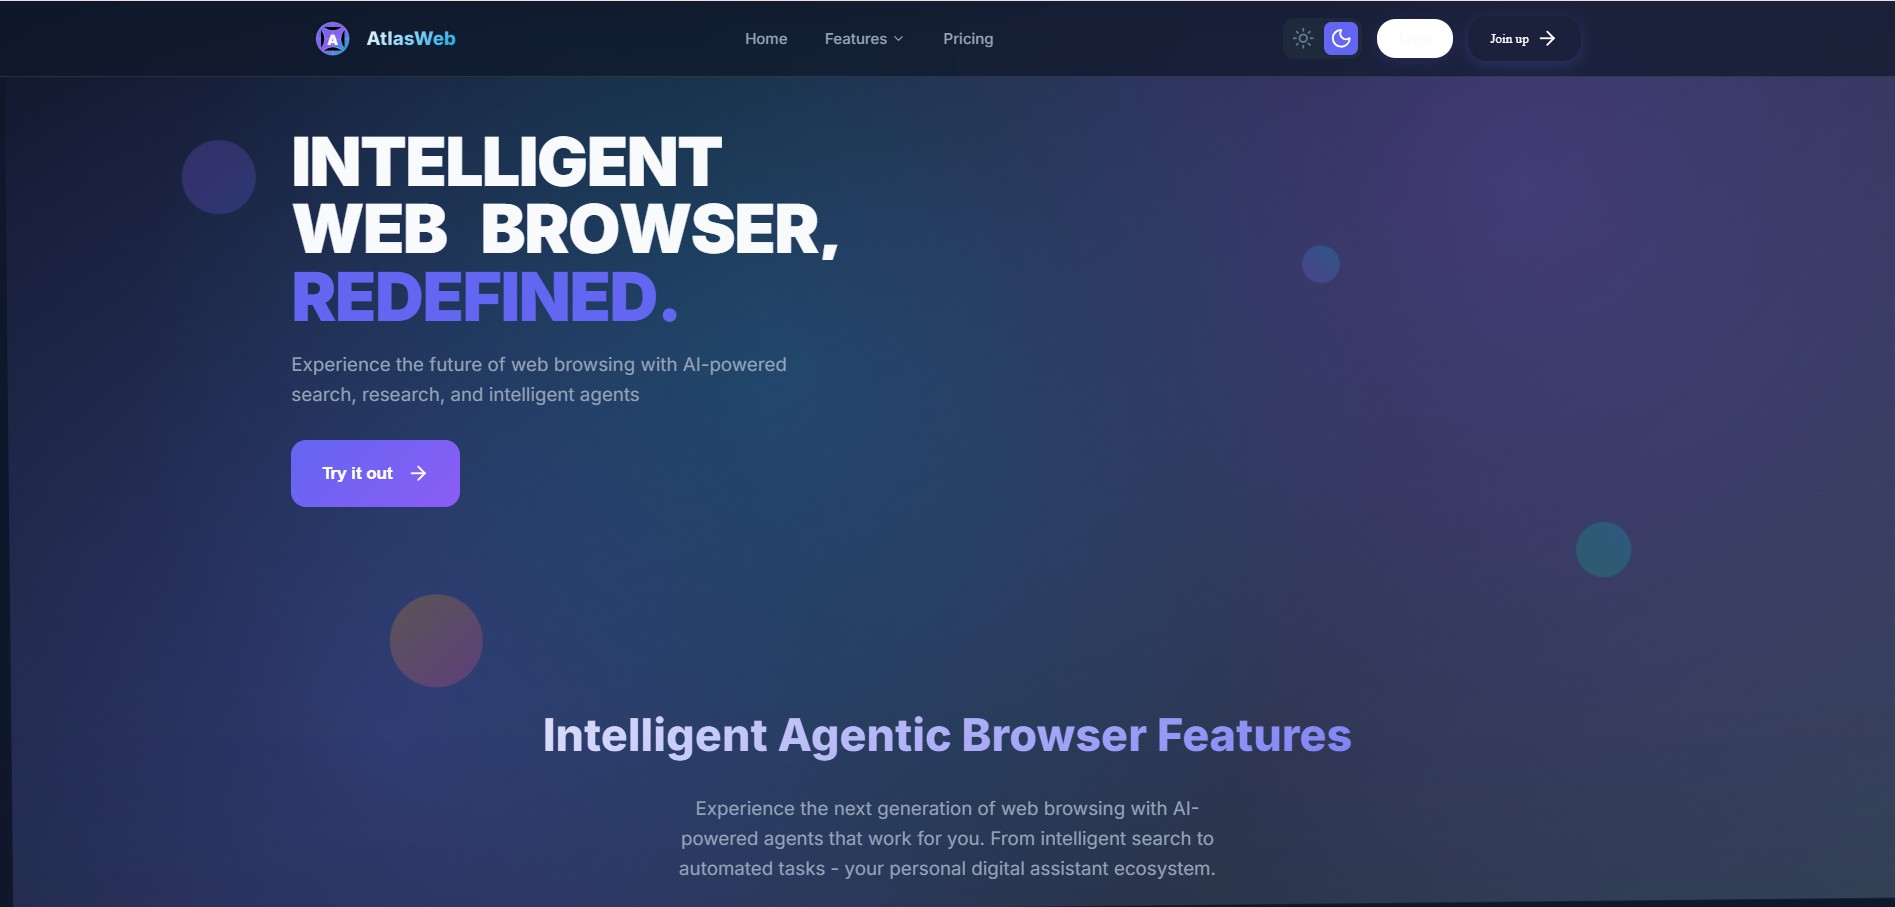 AtlasWeb
Home
Features
Pricing
Join up
INTELLIGENT
WEB BROWSER,
REDEFINED.
Experience the future of web browsing with AI-powered
search, research, and intelligent agents
Try it out
Intelligent Agentic Browser Features
Experience the next generation of web browsing with AI-
powered agents that work for you. From intelligent search to
automated tasks - your personal digital assistant ecosystem.